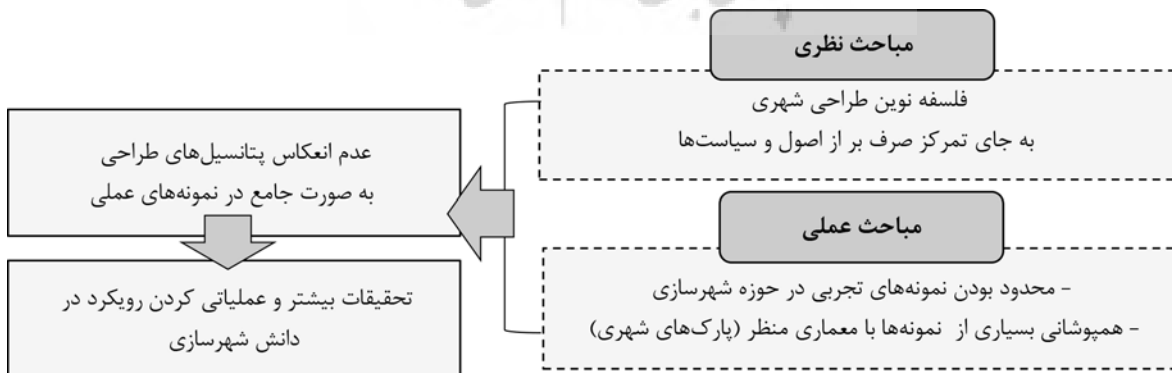 مباحث نظری
فلسفه نوین طراحی شهری
به جای تمرکز صرف بر از اصول و سیاست‌ها
مباحث عملی
- محدود بودن نمونه‌های تجربی در حوزه شهرسازی
- همپوشانی بسیاری از نمونه‌ها با معماری منظر (پارک‌های شهری)
عدم انعکاس پتانسیل‌های طراحی
به صورت جامع در نمونه‌های عملی
تحقیقات بیشتر و عملیاتی کردن رویکرد در
دانش شهرسازی